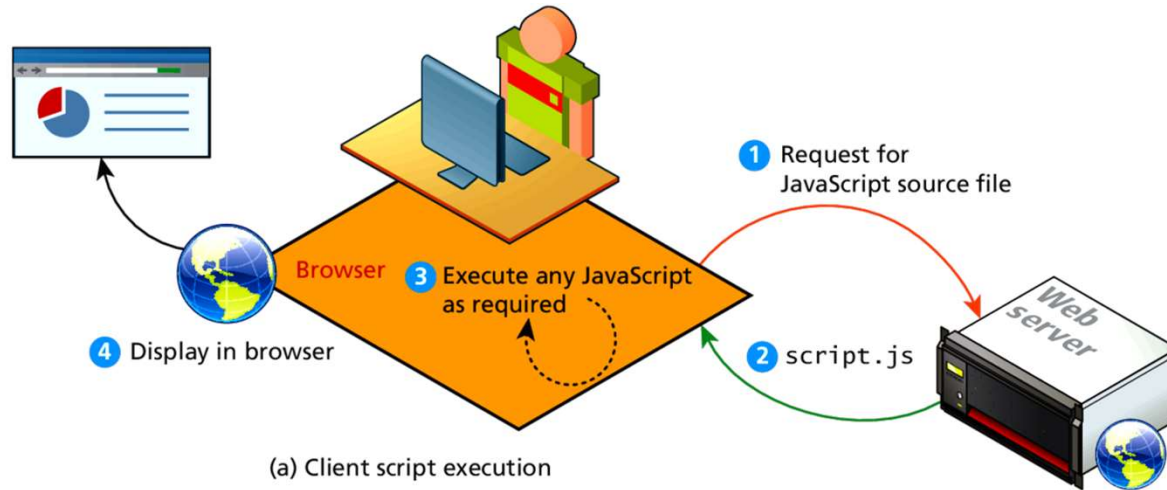 1 Request for
JavaScript source file
Browser
3 Execute any JavaScript
as required
Web
server
4 Display in browser
2 script.js
(a) Client script execution